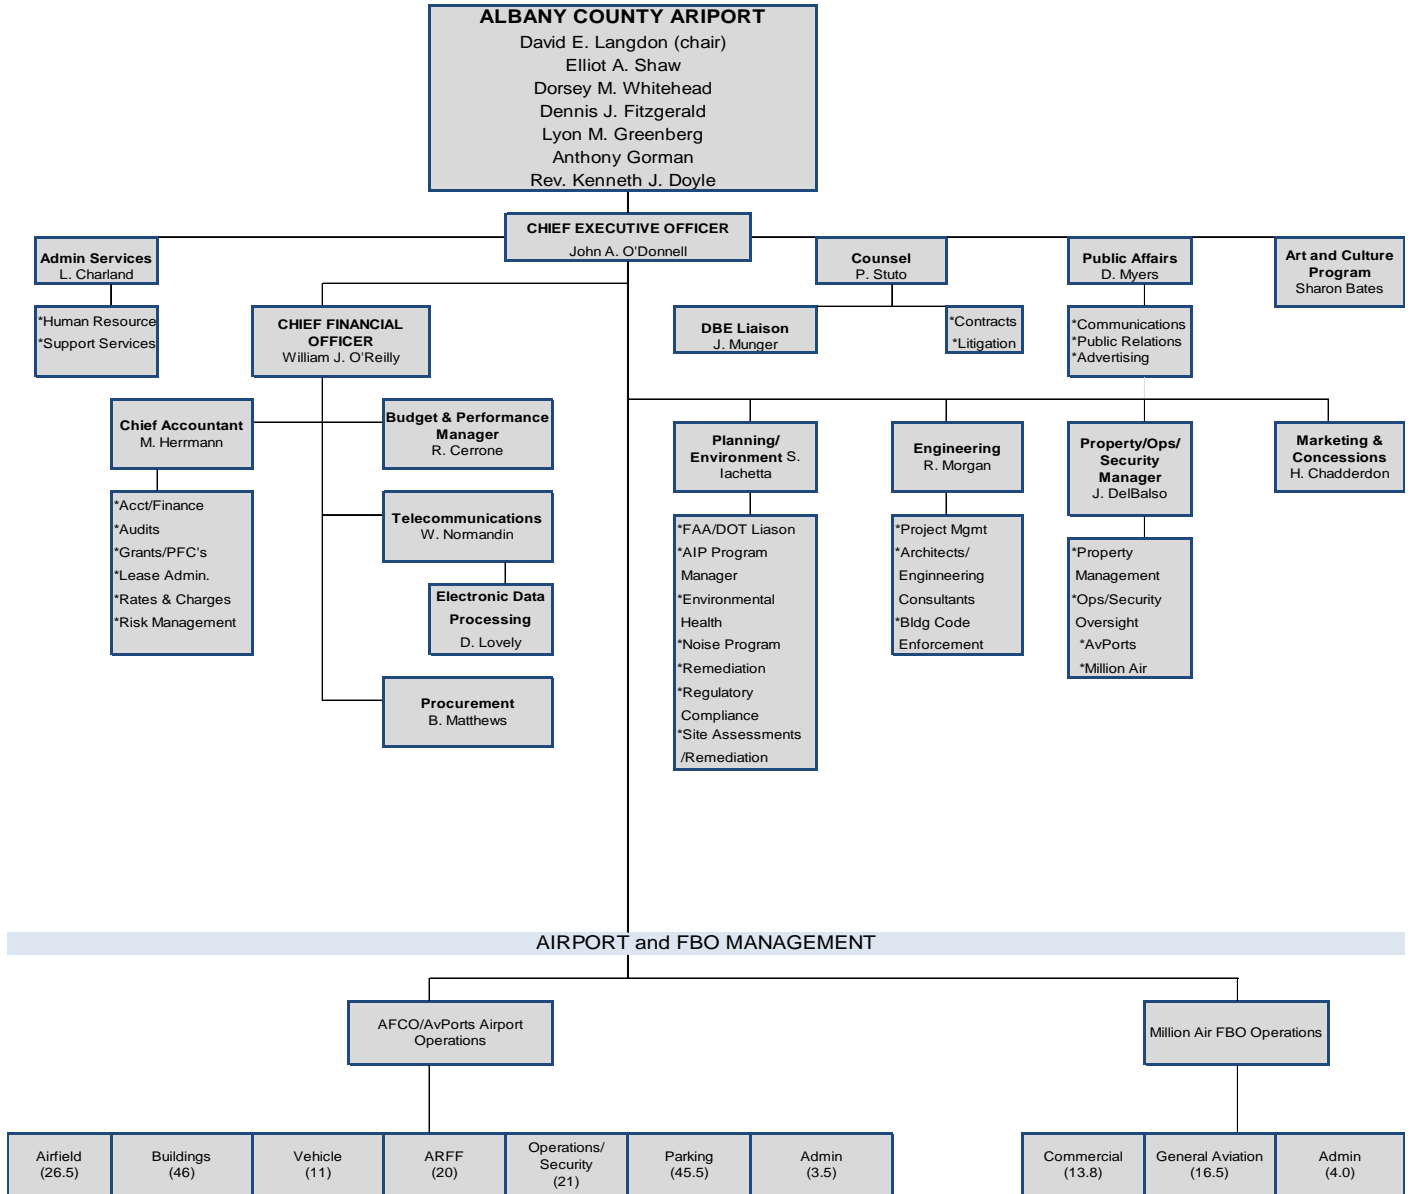 ALBANY COUNTY ARIPORT
David E. Langdon (chair)
Elliot A. Shaw
Dorsey M. Whitehead
Dennis J. Fitzgerald
Lyon M. Greenberg
Anthony Gorman
Rev. Kenneth J. Doyle
CHIEF EXECUTIVE OFFICER
John A. O'Donnell
Admin Services
L. Charland
*Human Resource
*Support Services
Counsel
P. Stuto
DBE Liaison
J. Munger
*Contracts
*Litigation
Public Affairs
D. Myers
*Communications
*Public Relations
*Advertising
Art and Culture
Program
Sharon Bates
CHIEF FINANCIAL
OFFICER
William J. O'Reilly
Chief Accountant
M. Herrmann
*Acct/Finance
*Audits
*Grants/PFC's
*Lease Admin.
*Rates & Charges
*Risk Management
Budget & Performance
Manager
R. Cerrone
Telecommunications
W. Normandin
Electronic Data
Processing
D. Lovely
Procurement
B. Matthews
Planning/
Environment S.
Iachetta
*FAA/DOT Liason
*AIP Program
Manager
*Environmental
Health
*Noise Program
*Remediation
*Regulatory
Compliance
*Site Assessments
/Remediation
Engineering
R. Morgan
*Project Mgmt
*Architects/
Enginneering
Consultants
*Bldg Code
Enforcement
Property/Ops/
Security
Manager
J. DelBalso
*Property
Management
*Ops/Security
Oversight
*AvPorts
*Million Air
Marketing &
Concessions
H. Chadderdon
AIRPORT and FBO MANAGEMENT
AFCO/AvPorts Airport
Operations
Million Air FBO Operations
Airfield
(26.5)
Buildings
(46)
Vehicle
(11)
ARFF
(20)
Operations/
Security
(21)
Parking
(45.5)
Admin
(3.5)
Commercial
(13.8)
General Aviation
(16.5)
Admin
(4.0)